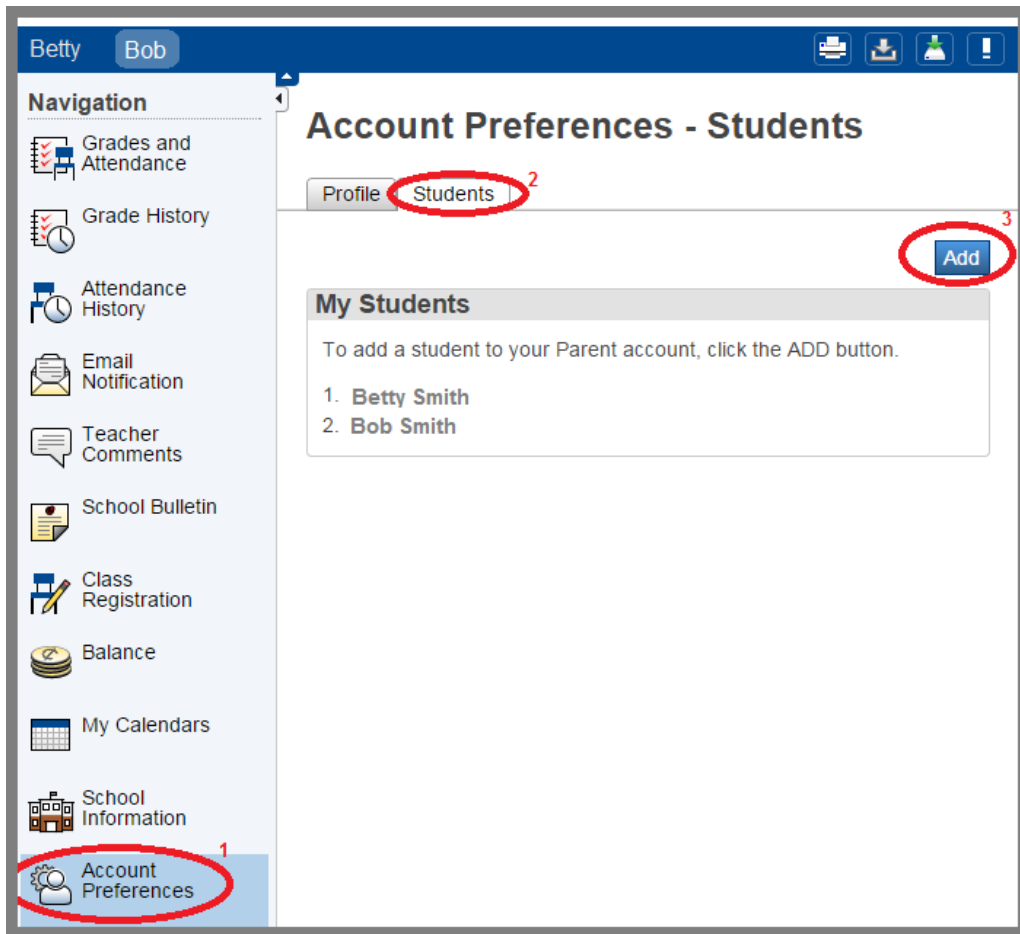 Betty Bob
Navigation
Grades and
Attendance
Grade History
Attendance
History
Email
Notification
Teacher
Comments
School Bulletin
Class
Registration
Balance
My Calendars
School
Information
1
Account
Preferences
Account Preferences - Students
Profile Students 2
3
Add
My Students
To add a student to your Parent account, click the ADD button.
1. Betty Smith
2. Bob Smith